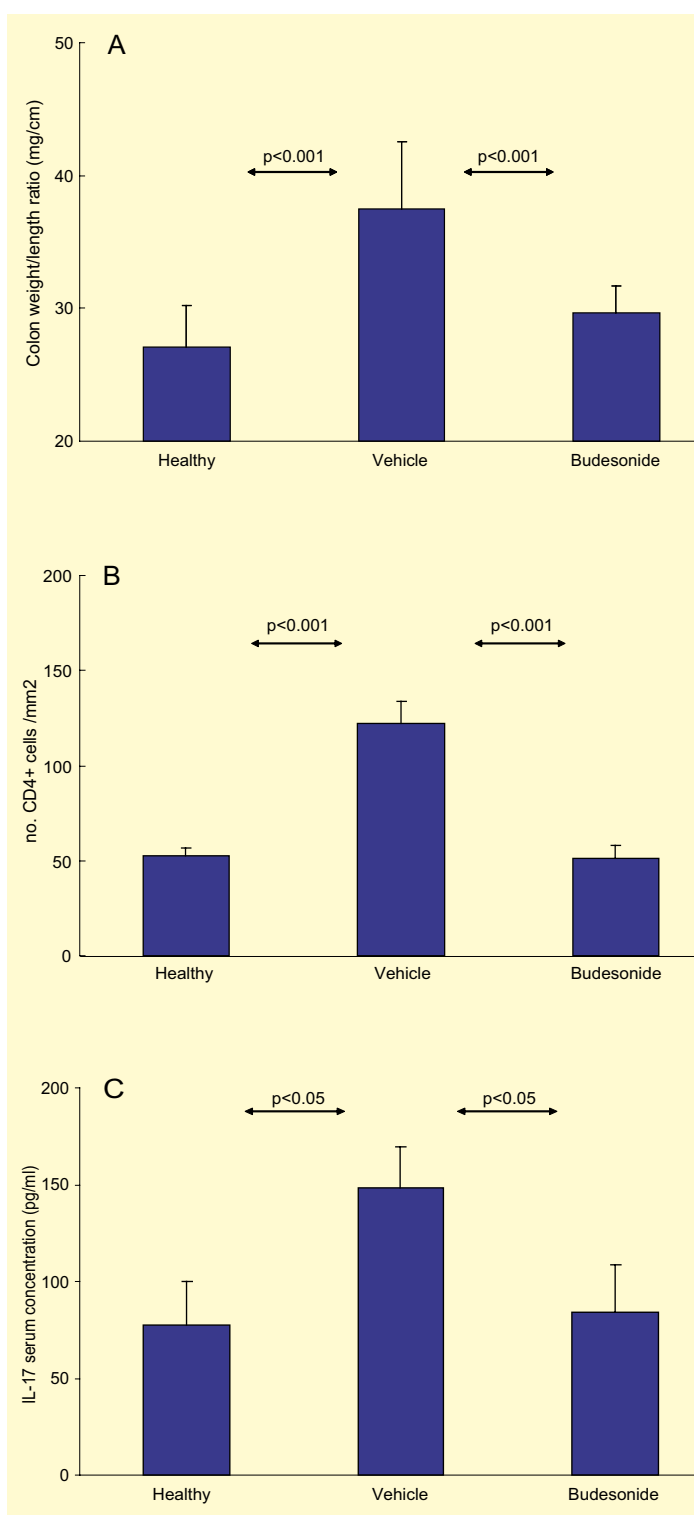 A
50
40
30
20
Colon weight/length ratio (mg/cm)
p<0.001 p<0.001
Healthy Vehicle Budesonide
B
200
150
100
50
0
no. CD4+ cells /mm2
p<0.001 p<0.001
Healthy Vehicle Budesonide
C
200
150
100
50
0
IL-17 serum concentration (pg/ml)
p<0.05 p<0.05
Healthy Vehicle Budesonide